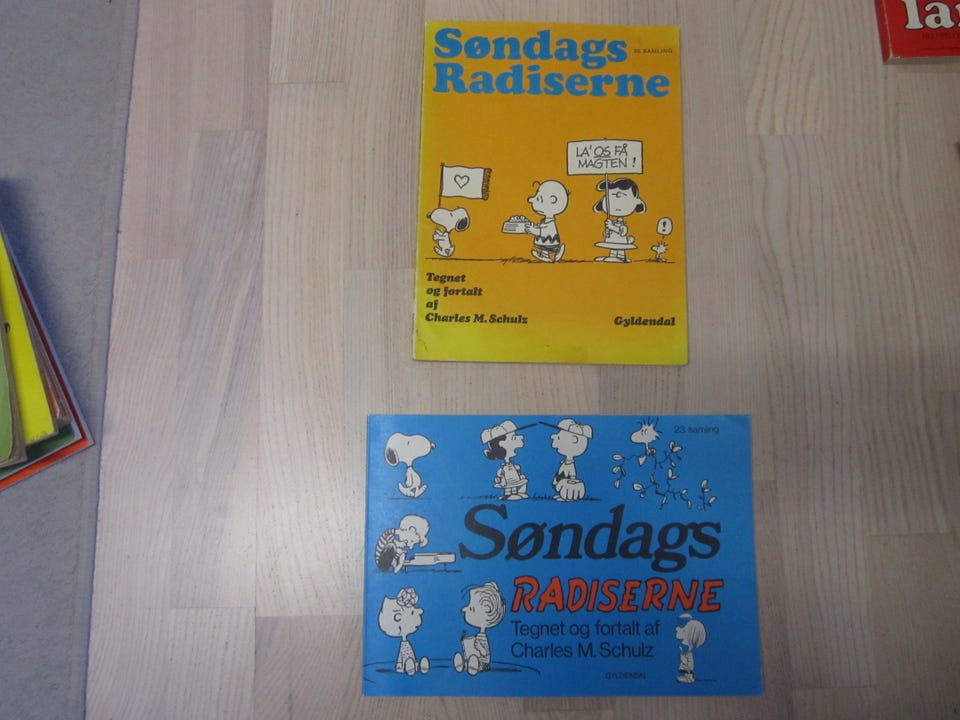 Søndags
Radiserne
LA' OS FÅ
MAGTEN!
!
Tegnet
og fortalt
af
Charles M. Schulz
Gyldendal
23 samling
Søndags
RADISERNE
Tegnet og fortalt af
Charles M. Schulz
GYLDENDAL